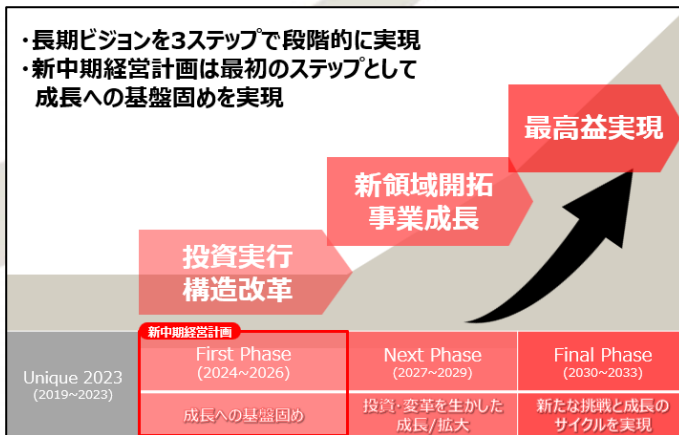 ・長期ビジョンを3ステップで段階的に実現
・新中期経営計画は最初のステップとして
成長への基盤固めを実現
最高益実現
新領域開拓
事業成長
投資実行
構造改革
新中期経営計画
Unique 2023
(2019~2023)
First Phase
(2024~2026)
Next Phase
(2027~2029)
Final Phase
(2030~2033)
成長への基盤固め
投資・変革を生かした
成長/拡大
新たな挑戦と成長の
サイクルを実現